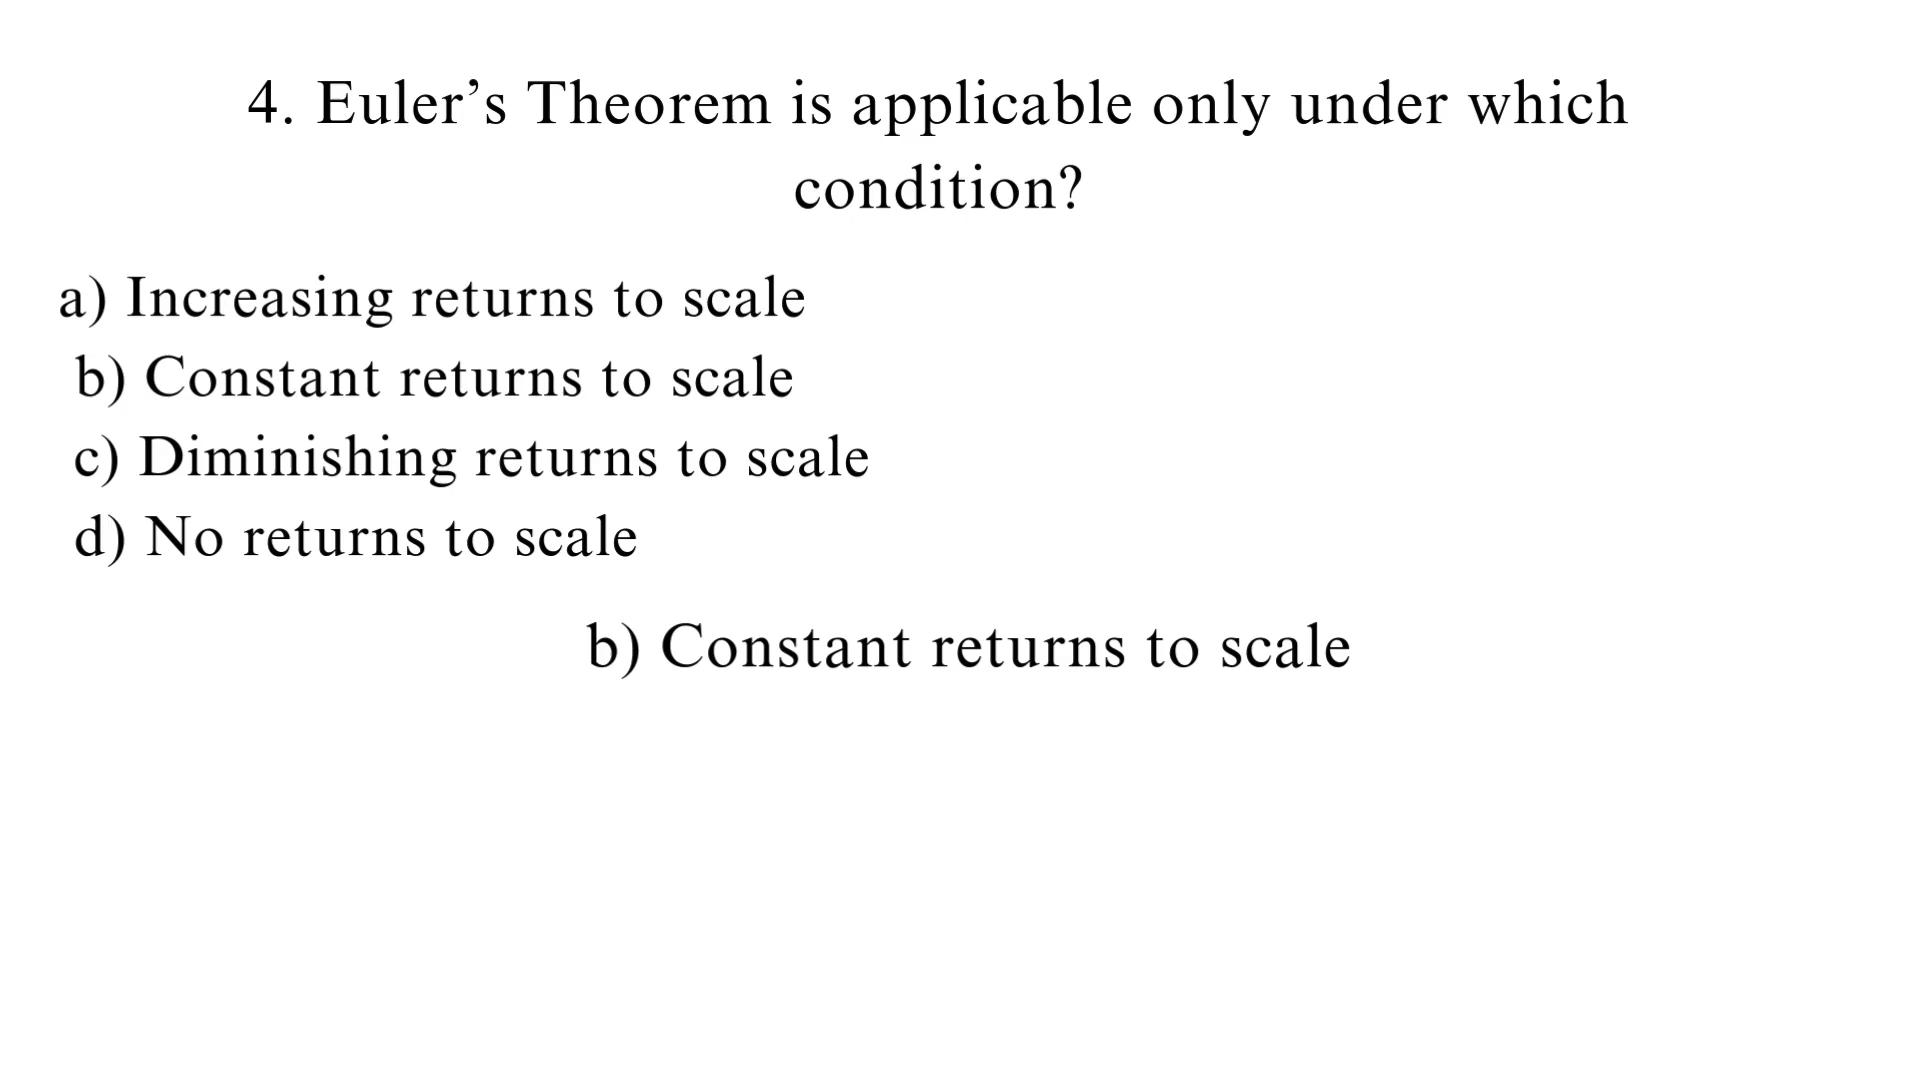 4. Euler’s Theorem is applicable only under which
condition?
a) Increasing returns to scale
b) Constant returns to scale
c) Diminishing returns to scale
d) No returns to scale
b) Constant returns to scale